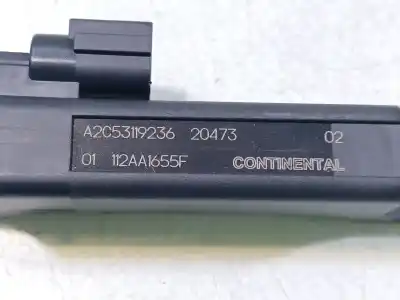 A2C53119236 20473 02
01 112AA1655F CONTINENTAL